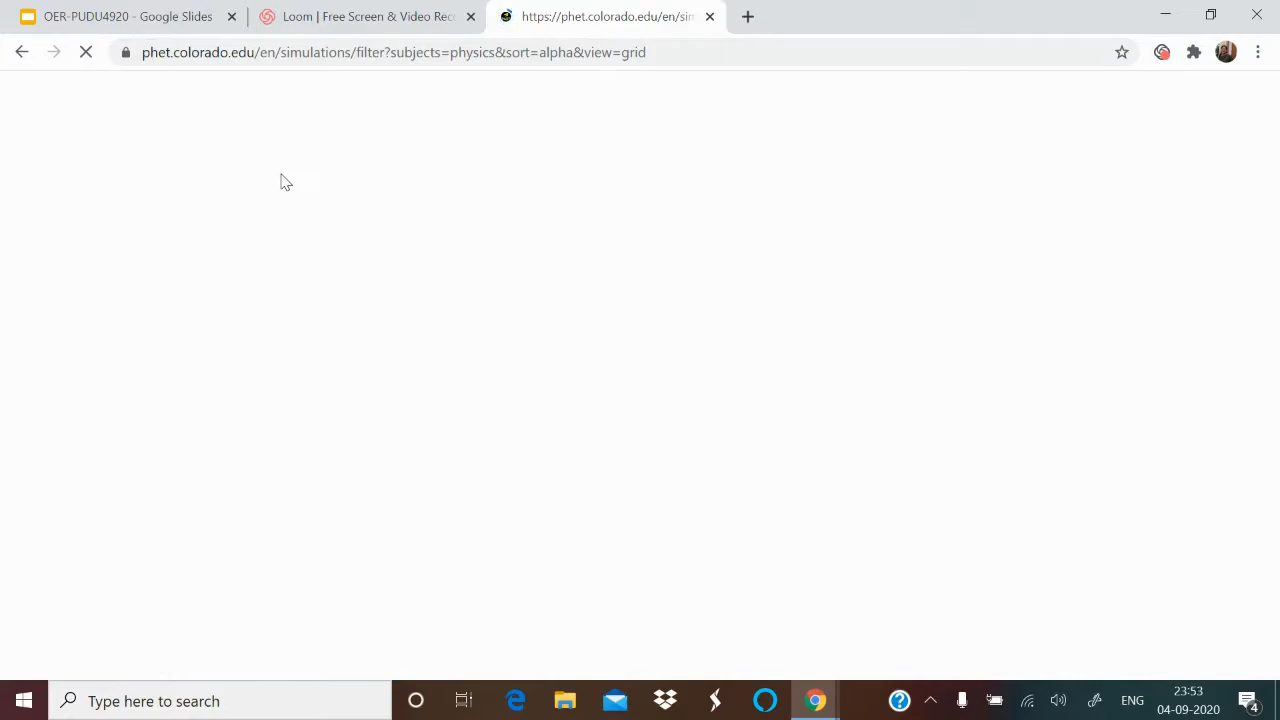 OER-PUDU4920 - Google Slides
Loom | Free Screen & Video Rec
https://phet.colorado.edu/en/sim
phet.colorado.edu/en/simulations/filter?subjects=physics&sort=alpha&view=grid
Type here to search
ENG
23:53
04-09-2020
4